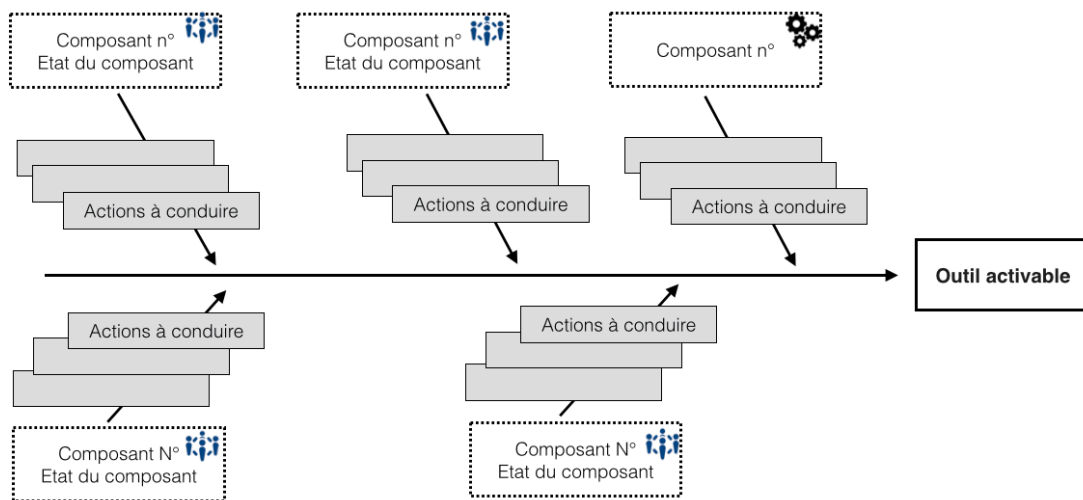 Composant n°
Etat du composant
Composant n°
Etat du composant
Composant n°
Actions à conduire
Actions à conduire
Actions à conduire
Outil activable
Actions à conduire
Actions à conduire
Composant N°
Etat du composant
Composant N°
Etat du composant